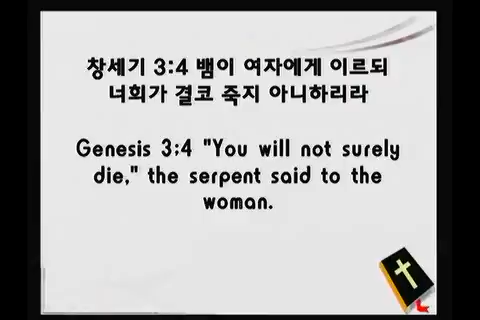 창세기 3:4 뱀이 여자에게 이르되
너희가 결코 죽지 아니하리라
Genesis 3:4 "You will not surely
die," the serpent said to the
woman.